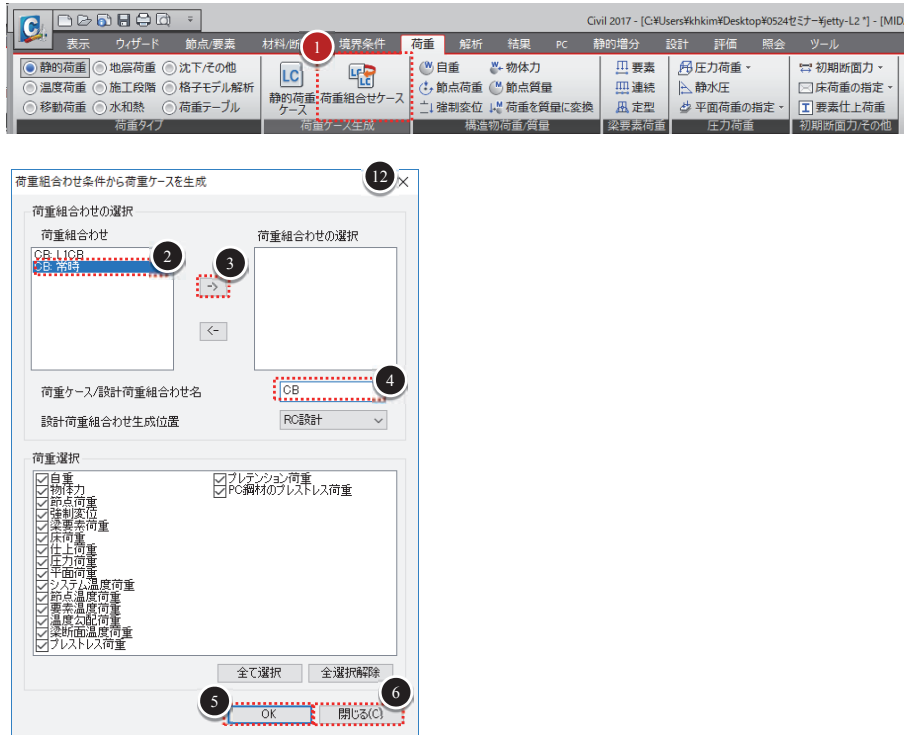 Civil 2017 - [C:¥Users¥khkim¥Desktop¥0524セミナー¥jetty-L2 *] - [MIDA
表示 ウィザード 節点/要素 材料/断 1 境界条件 荷重 解析 結果 PC 静的増分 設計 評価 照会 ツール
静的荷重 地震荷重 沈下/その他
温度荷重 施工段階 格子モデル解析
移動荷重 水和熱 荷重テーブル
荷重タイプ
LC
静的荷重
ケース
LC
LC
荷重組合せケース
荷重ケース生成
自重 物体力
節点荷重 節点質量
強制変位 荷重を質量に変換
構造物荷重/質量
要素
連続
定型
梁要素荷重
圧力荷重
静水圧
平面荷重の指定
圧力荷重
初期断面力
床荷重の指定
要素仕上荷重
初期断面力/その他
荷重組合わせ条件から荷重ケースを生成
12
荷重組合わせの選択
荷重組合わせ
荷重組合わせの選択
CB: L1CB
CB: 常時
2
3
->
<-
荷重ケース/設計荷重組合わせ名
CB
4
設計荷重組合わせ生成位置
RC設計
荷重選択
自重
物体力
節点荷重
強制変位
梁要素荷重
床荷重
仕上荷重
圧力荷重
平面荷重
システム温度荷重
節点温度荷重
要素温度荷重
温度勾配荷重
梁断面温度荷重
プレストレス荷重
プレテンション荷重
PC鋼材のプレストレス荷重
全て選択 全選択解除
5
6
OK 閉じる(C)